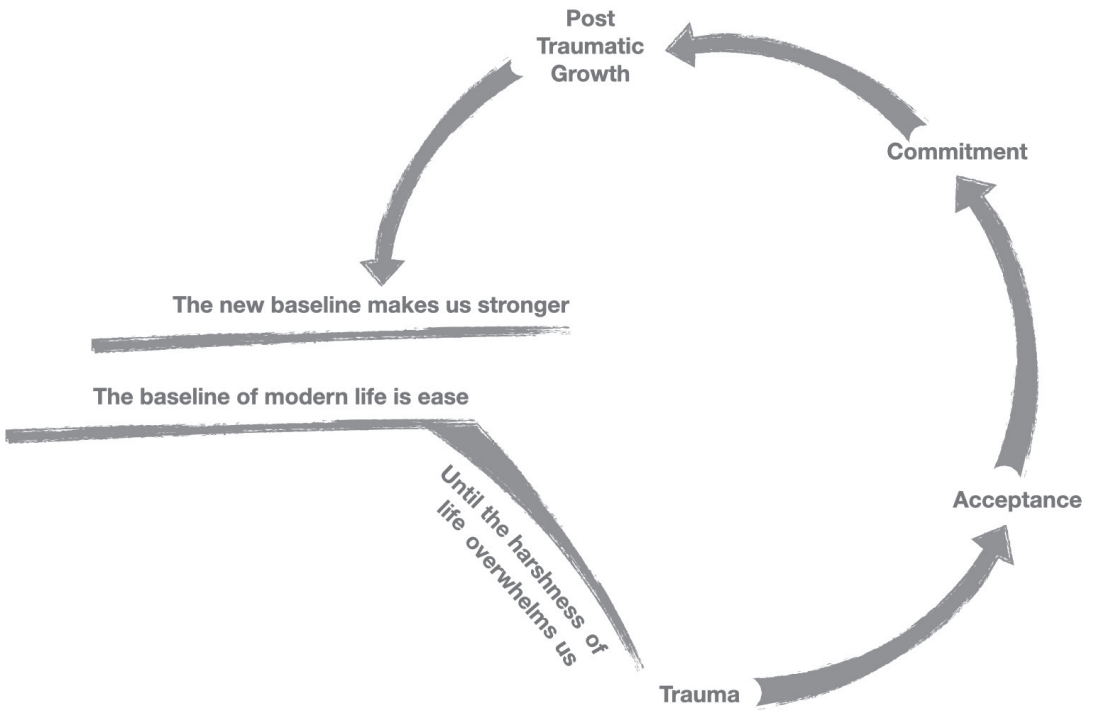 Post
Traumatic
Growth
Commitment
The new baseline makes us stronger
The baseline of modern life is ease
Until the harshness of
life overwhelms us
Acceptance
Trauma